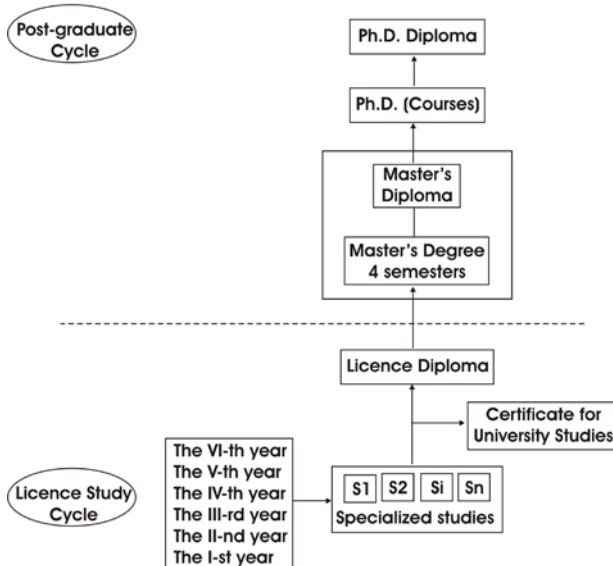 Post-graduate
Cycle
Ph.D. Diploma
Ph.D. (Courses)
Master's
Diploma
Master's Degree
4 semesters
Licence Diploma
Certificate for
University Studies
The VI-th year
The V-th year
The IV-th year
The III-rd year
The II-nd year
The I-st year
Licence Study
Cycle
S1 S2 Si Sn
Specialized studies